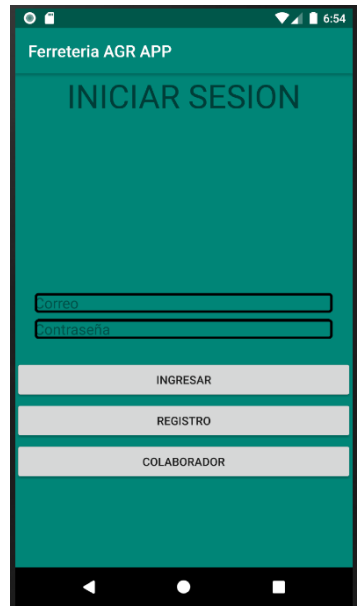 6:54
Ferreteria AGR APP
INICIAR SESION
Correo
Contraseña
INGRESAR
REGISTRO
COLABORADOR